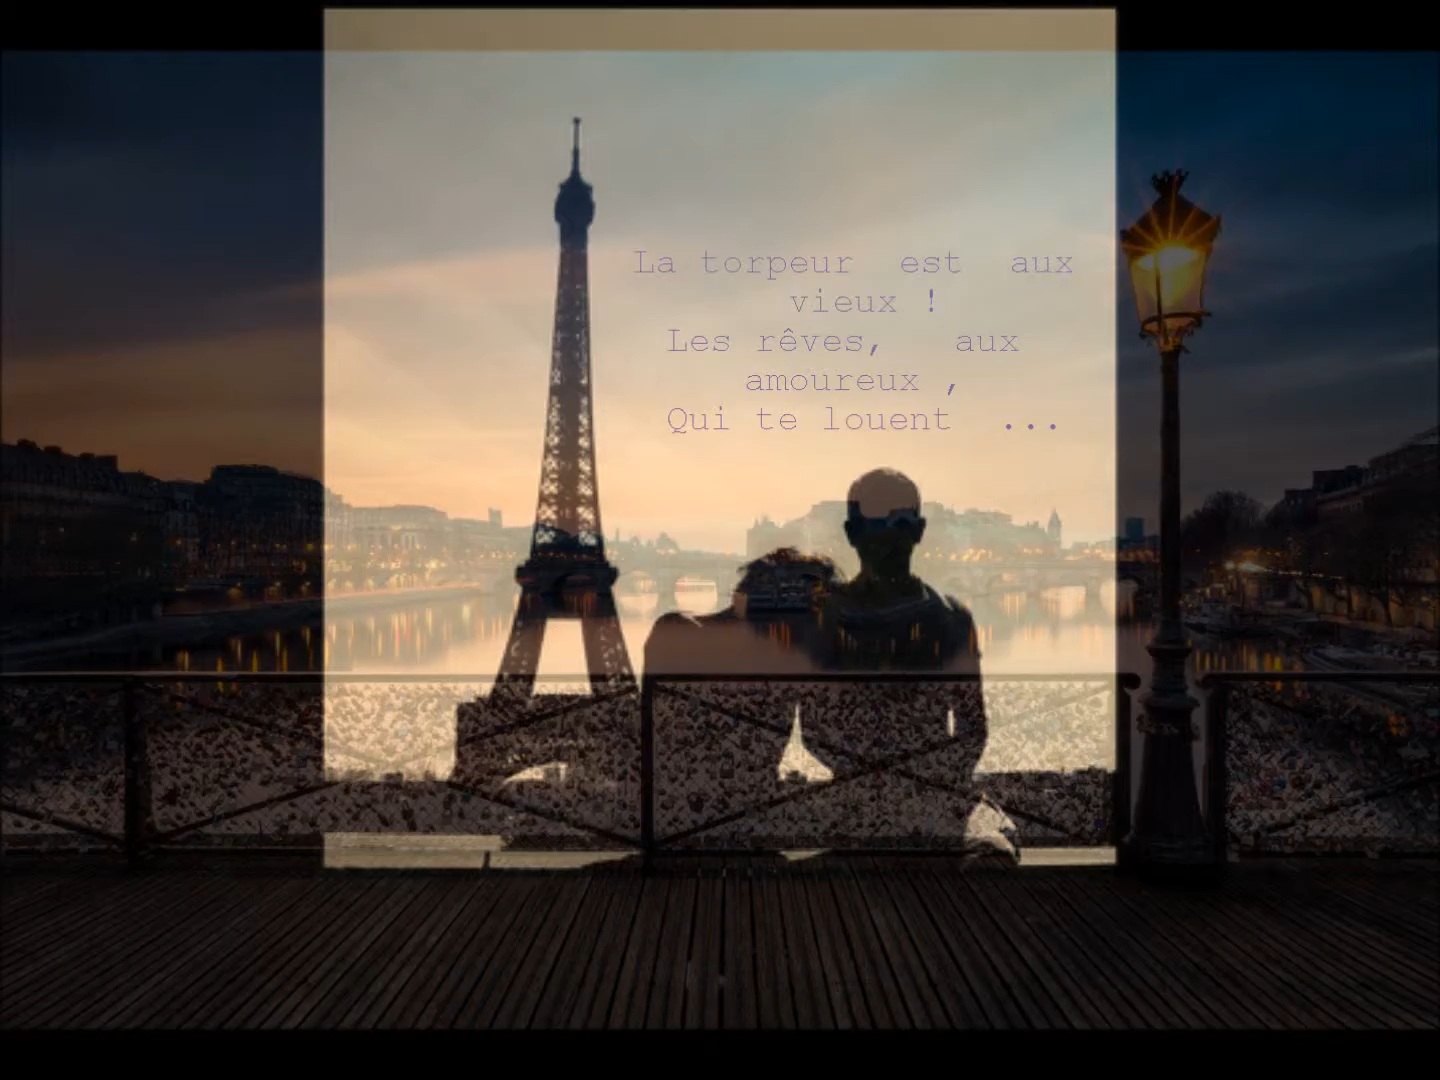 La torpeur est aux
vieux !
Les rêves, aux
amoureux ,
Qui te louent ...